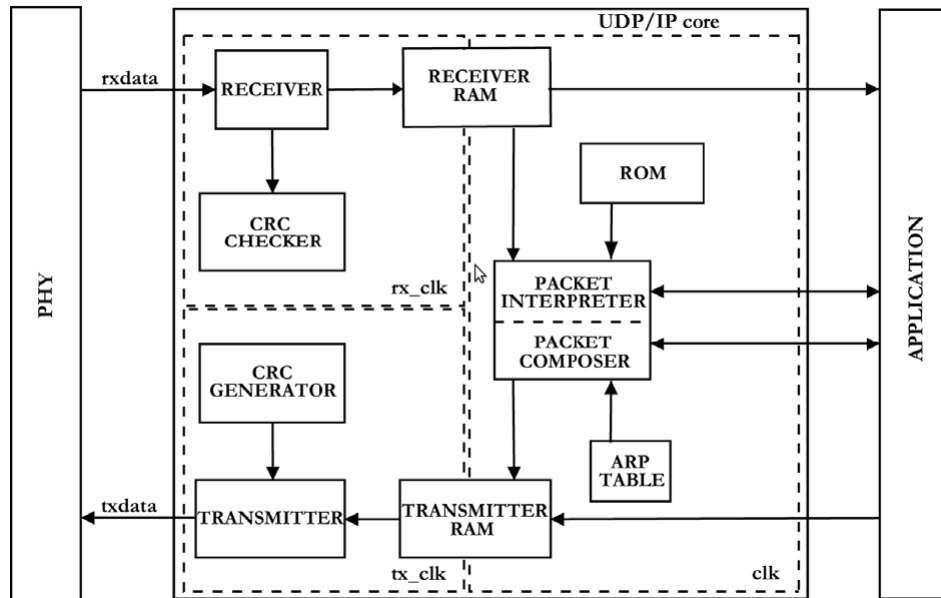 UDP/IP core
rxdata
RECEIVER
RECEIVER
RAM
ROM
CRC
CHECKER
rx_clk
PACKET
INTERPRETER
PACKET
COMPOSER
PHY
APPLICATION
CRC
GENERATOR
ARP
TABLE
txdata
TRANSMITTER
TRANSMITTER
RAM
tx_clk
clk